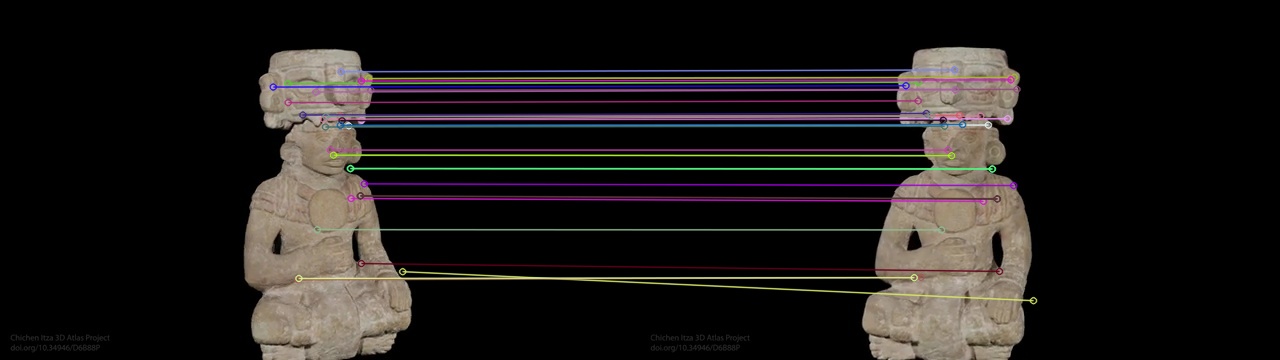 Chichen Itza 3D Atlas Project
doi.org/10.34946/D6B88P
Chichen Itza 3D Atlas Project
doi.org/10.34946/D6B88P